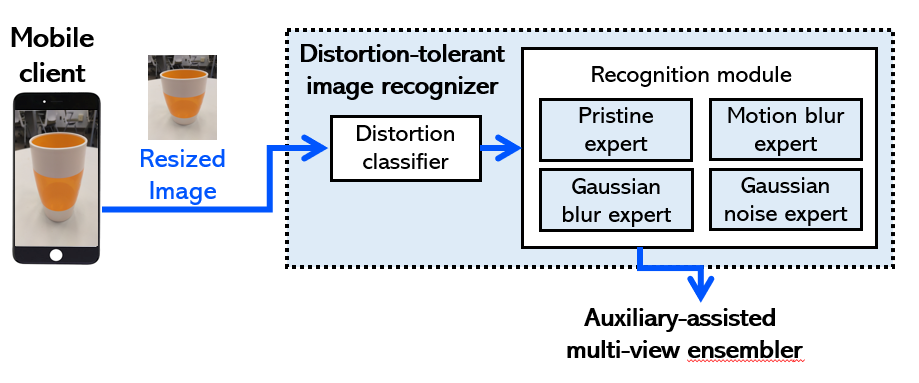 Mobile
client
Resized
Image
Distortion-tolerant
image recognizer
Distortion
classifier
Recognition module
Pristine
expert
Motion blur
expert
Gaussian
blur expert
Gaussian
noise expert
Auxiliary-assisted
multi-view ensembler